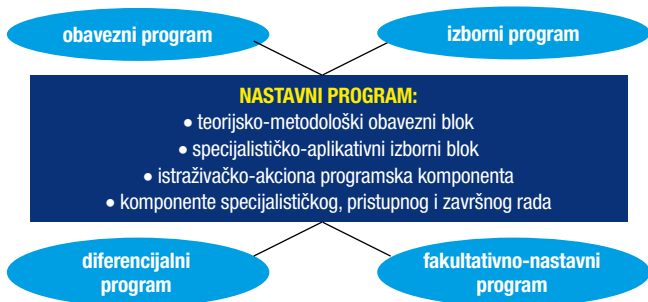 obavezni program
izborni program
NASTAVNI PROGRAM:
• teorijsko-metodološki obavezni blok
• specijalističko-aplikativni izborni blok
• istraživačko-akciona programska komponenta
• komponente specijalističkog, pristupnog i završnog rada
diferencijalni
program
fakultativno-nastavni
program